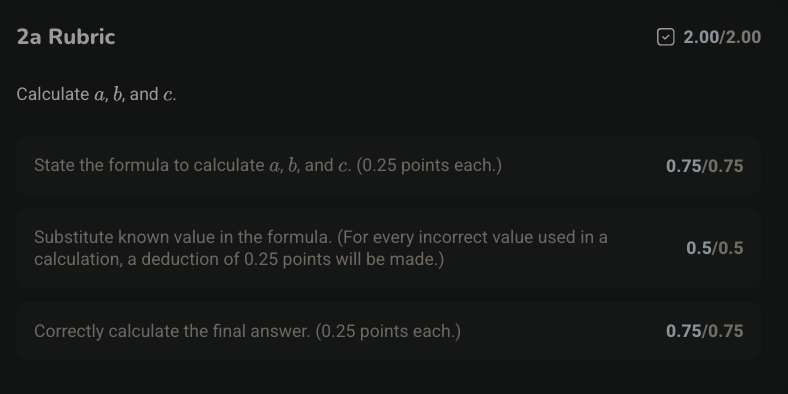 2a Rubric
2.00/2.00
Calculate a, b, and c.
State the formula to calculate a, b, and c. (0.25 points each.)
0.75/0.75
Substitute known value in the formula. (For every incorrect value used in a
calculation, a deduction of 0.25 points will be made.)
0.5/0.5
Correctly calculate the final answer. (0.25 points each.)
0.75/0.75